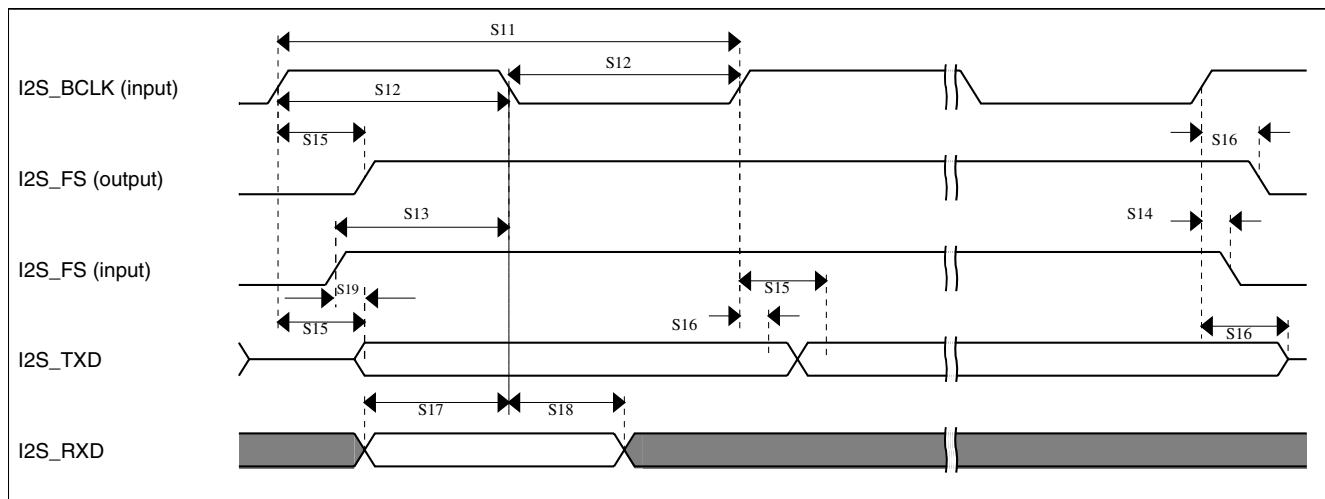 S11
I2S_BCLK (input)
S12
S12
S15
S16
I2S_FS (output)
S13
S14
I2S_FS (input)
S19
S15
S15
S16
S16
I2S_TXD
S17
S18
I2S_RXD